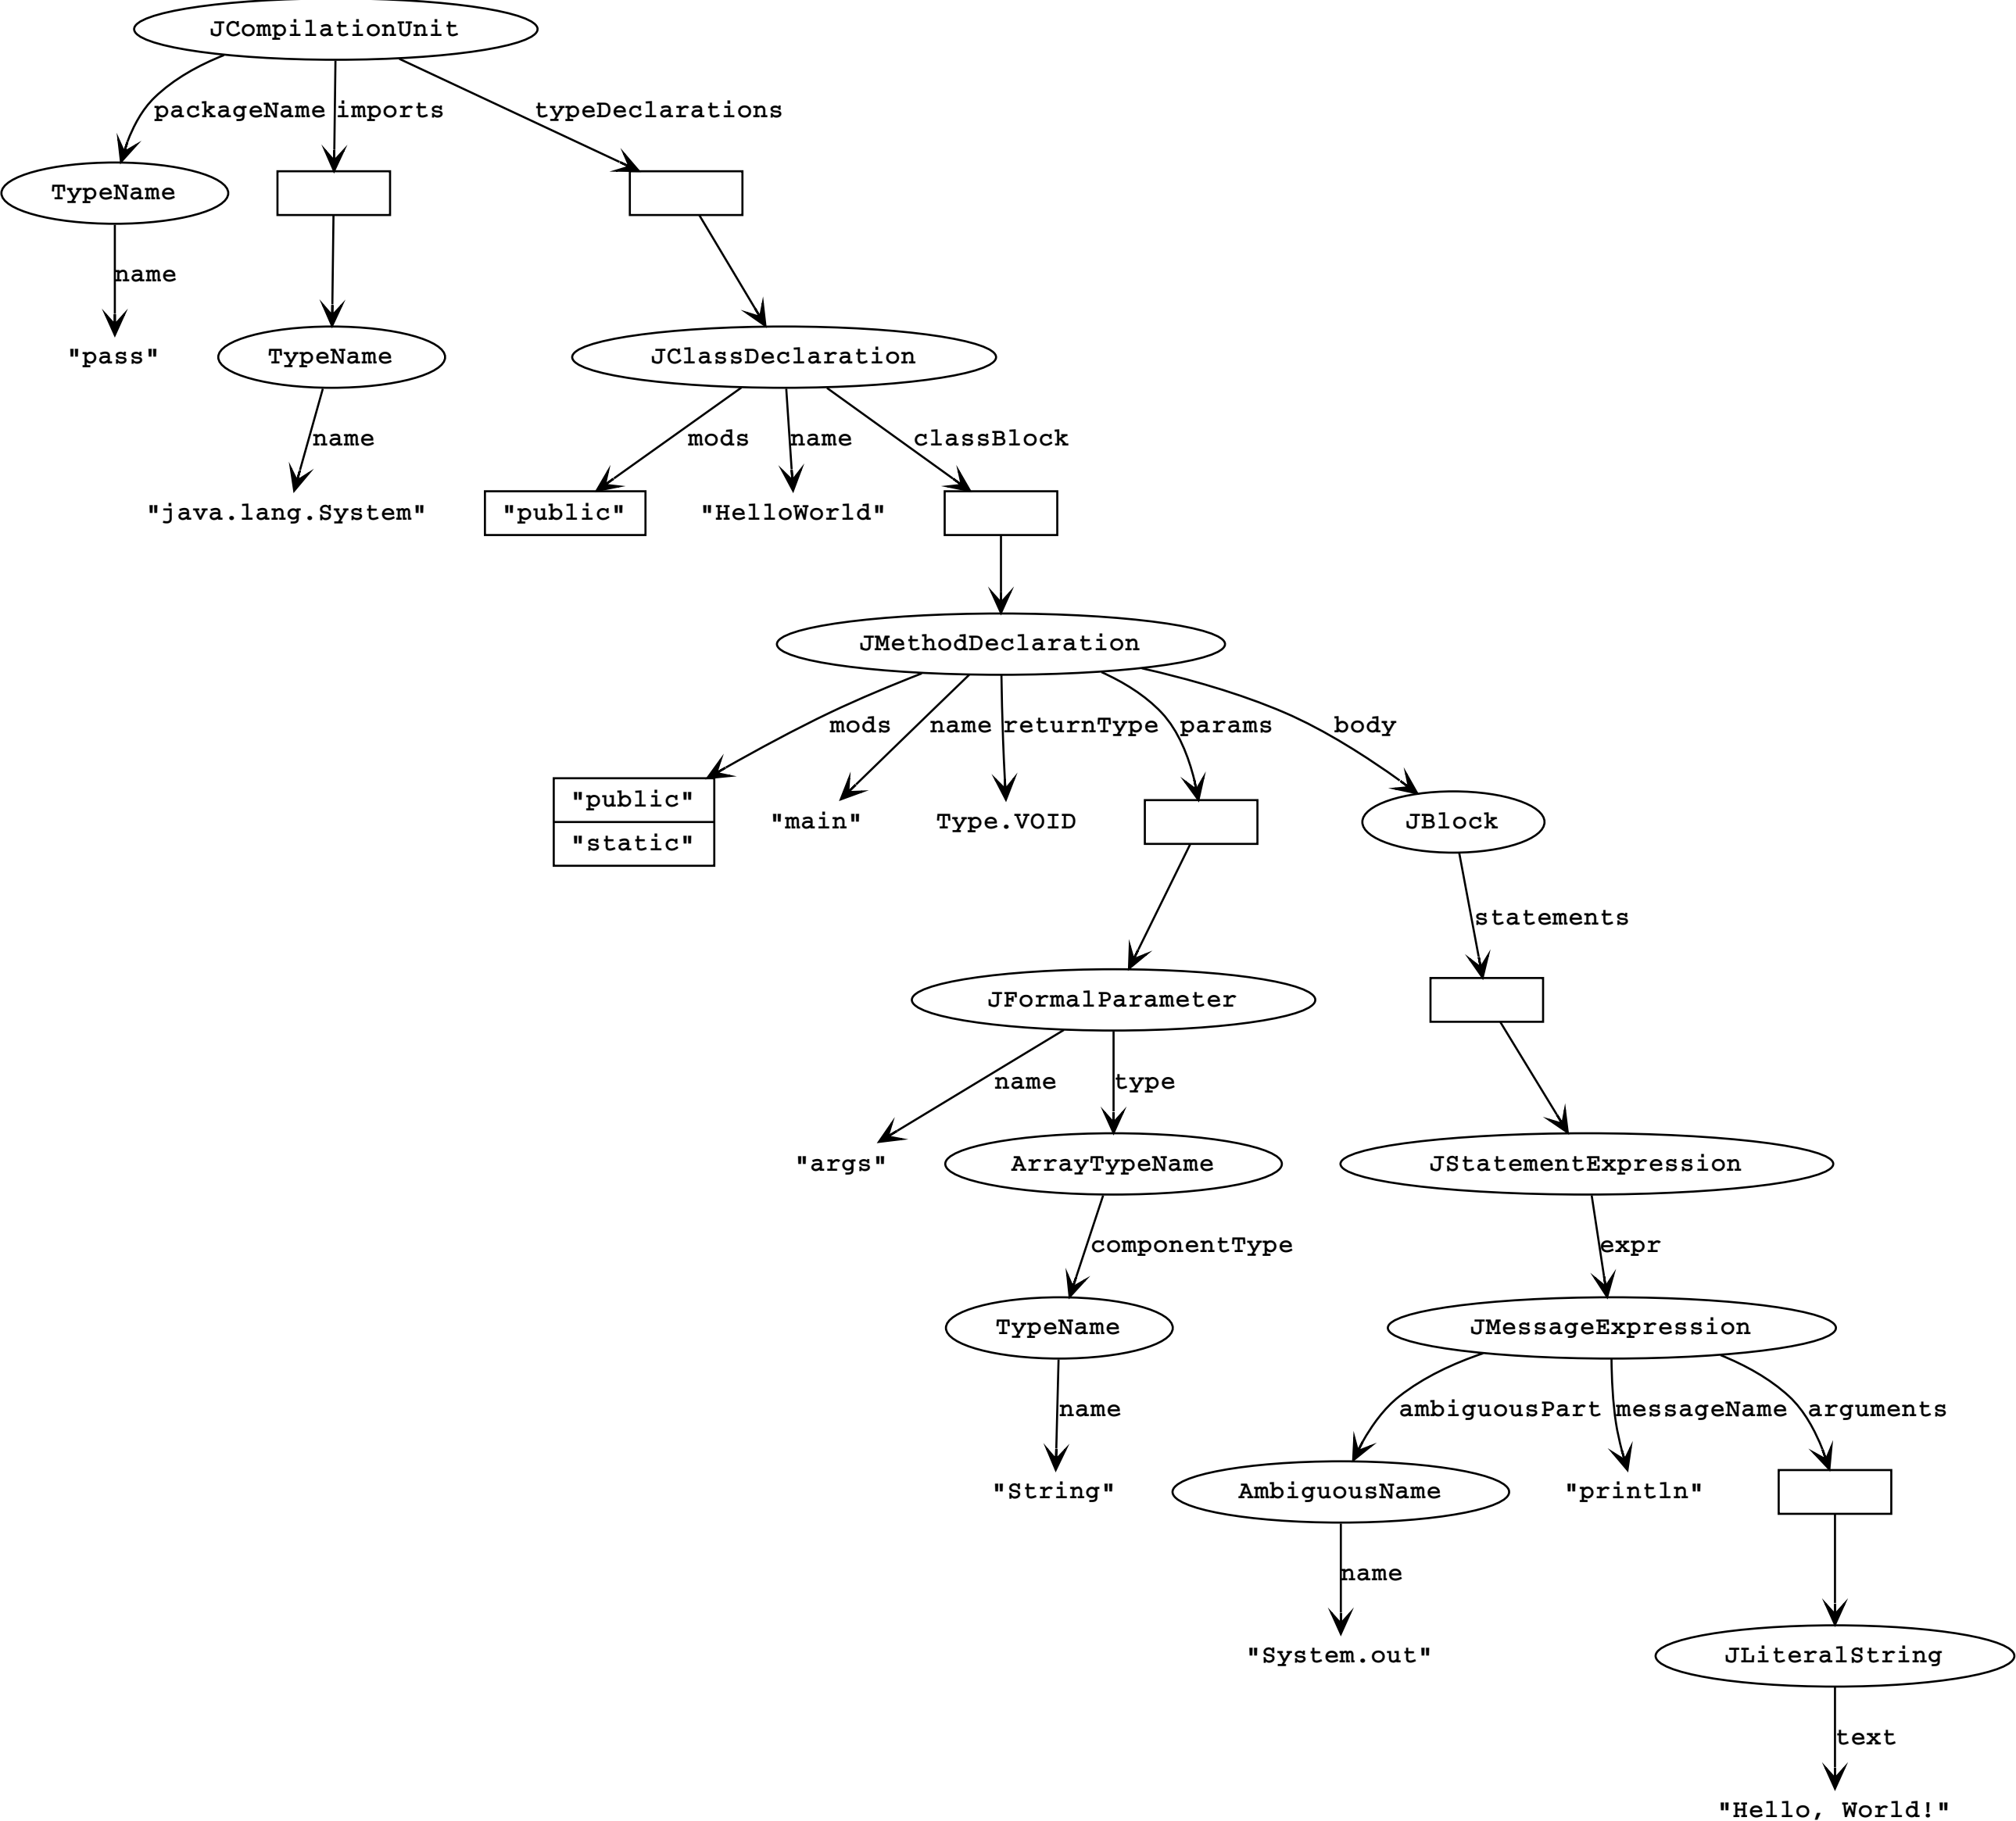 JCompilationUnit
packageName imports typeDeclarations
TypeName
name
"pass" TypeName JClassDeclaration
name mods name classBlock
"java.lang.System" "public" "HelloWorld"
JMethodDeclaration
mods name returnType params body
"public"
"static"
"main" Type.VOID JBlock
statements
JFormalParameter
name type
"args" ArrayTypeName JStatementExpression
componentType expr
TypeName JMessageExpression
name ambiguousPart messageName arguments
"String" AmbiguousName "println"
name
"System.out" JLiteralString
text
"Hello, World!"